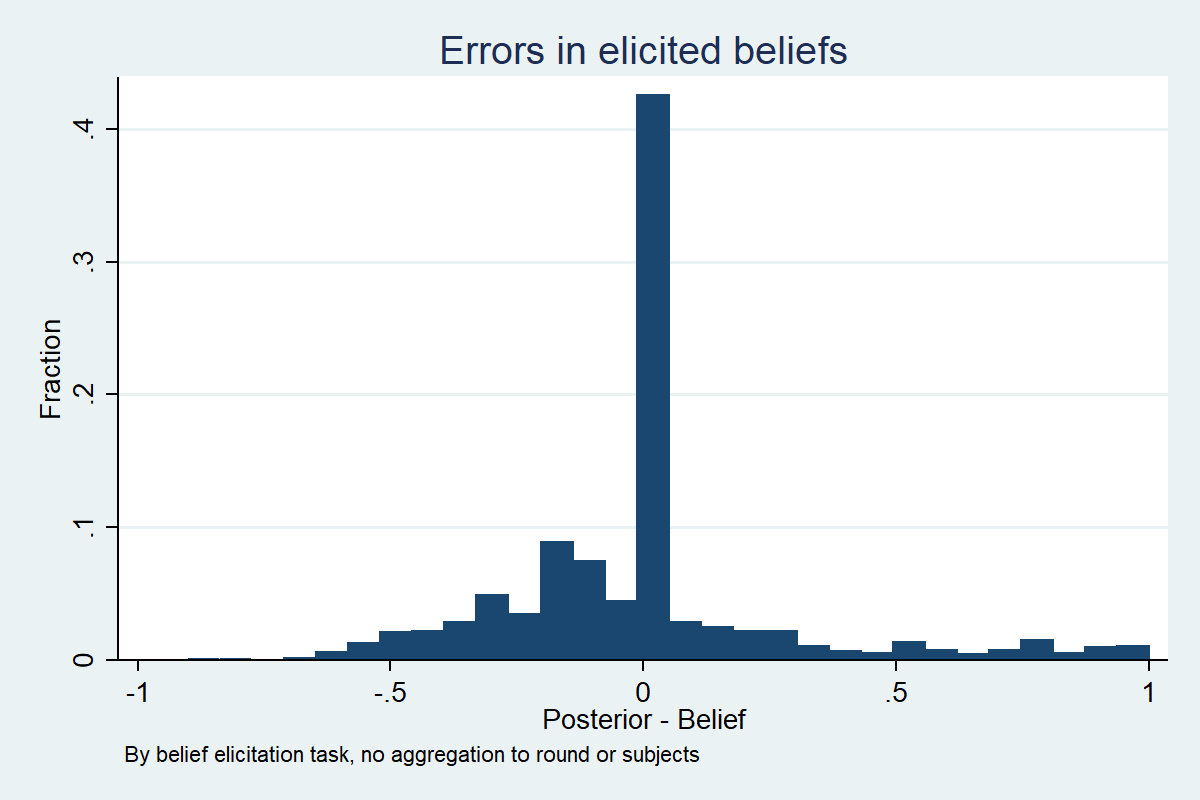 Errors in elicited beliefs
.4
.3
.2
.1
0
Fraction
-1
-.5
0
.5
1
Posterior - Belief
By belief elicitation task, no aggregation to round or subjects